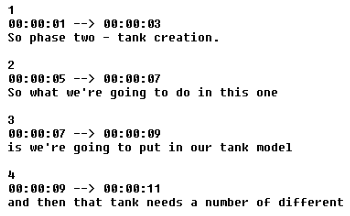 1
00:00:01 --> 00:00:03
So phase two - tank creation.

2
00:00:05 --> 00:00:07
So what we're going to do in this one

3
00:00:07 --> 00:00:09
is we're going to put in our tank model

4
00:00:09 --> 00:00:11
and then that tank needs a number of different